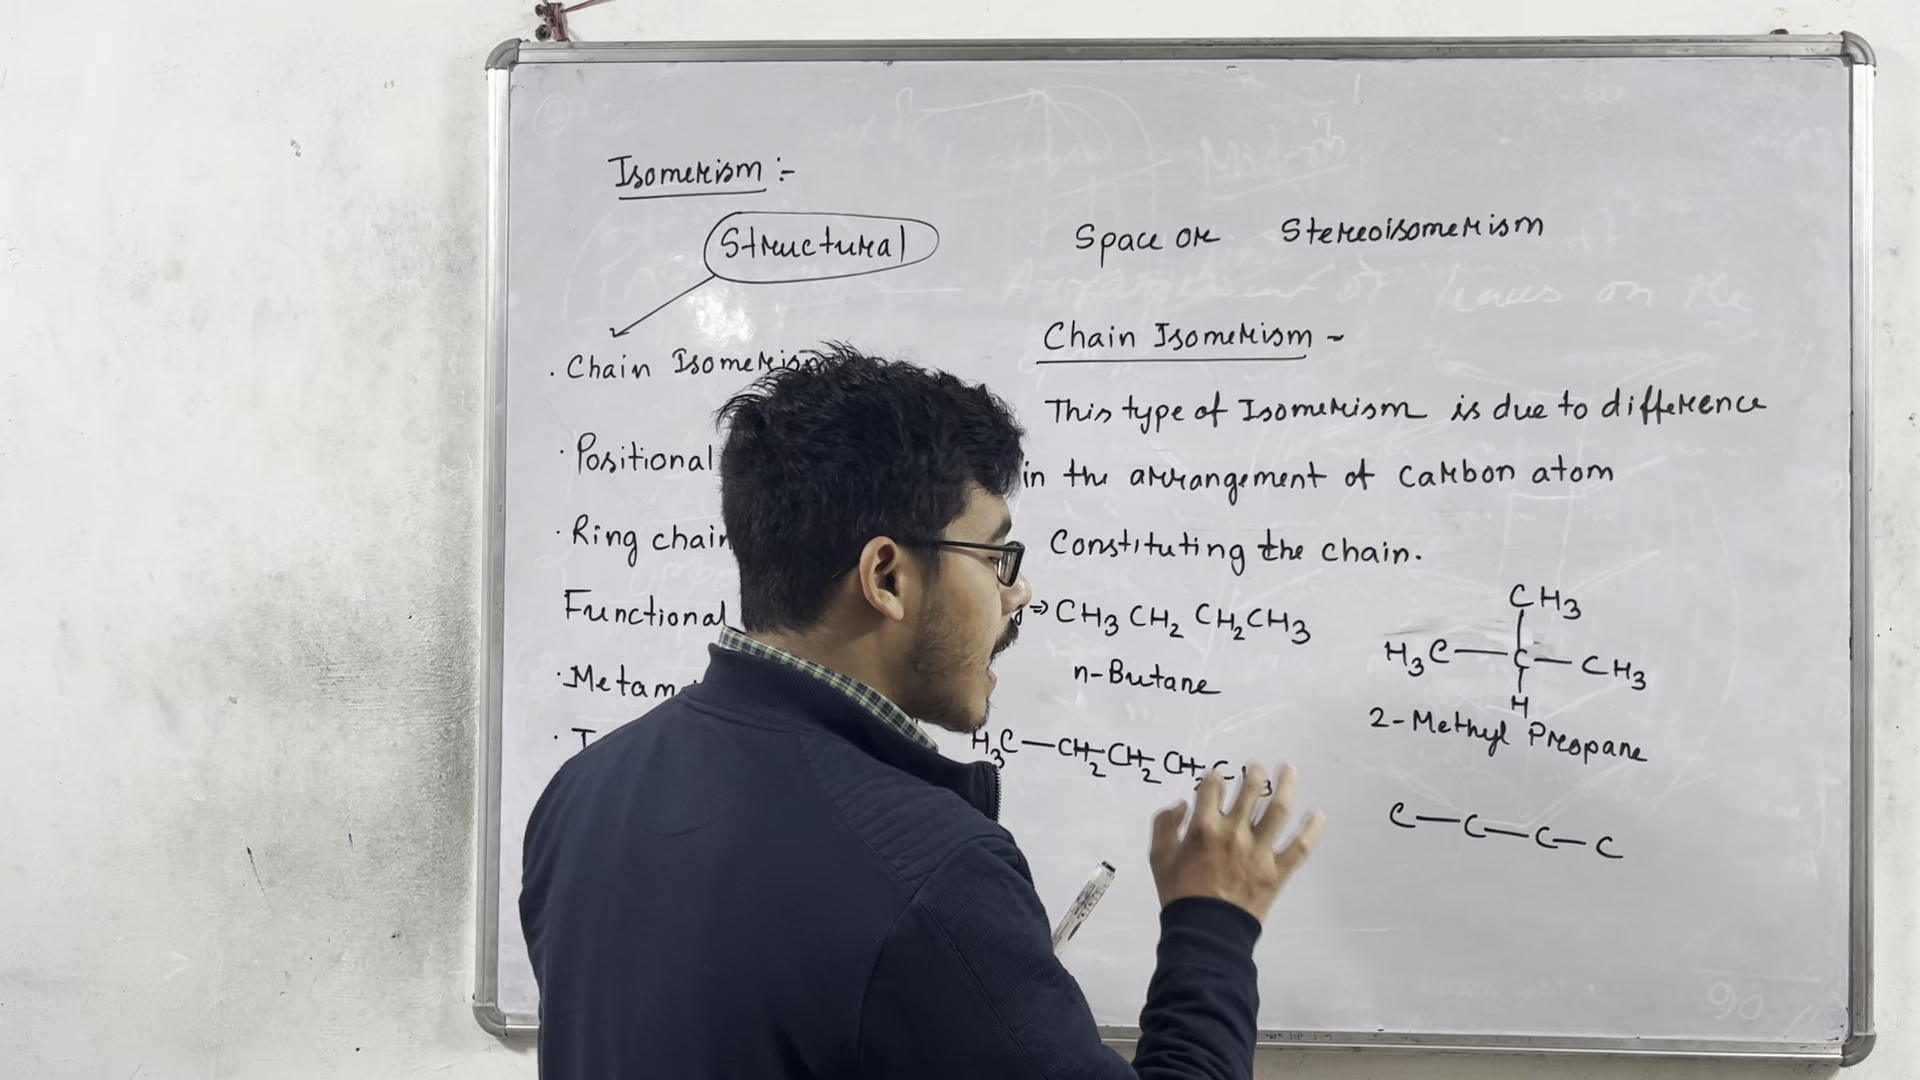 Isomerism :-
Structural
Space or Stereoisomerism
. Chain Isomerism
· Positional
· Ring chain
Functional
· Metam
· T
Chain Isomerism -
This type of Isomerism is due to difference
in the arrangement of carbon atom
Constituting the chain.
g ⇒ CH3 CH2 CH2CH3
n-Butane
CH3
H3C — C — CH3
H
2-Methyl Propane
H3C — CH2-CH2-CH2-CH3
C — C — C — C
90